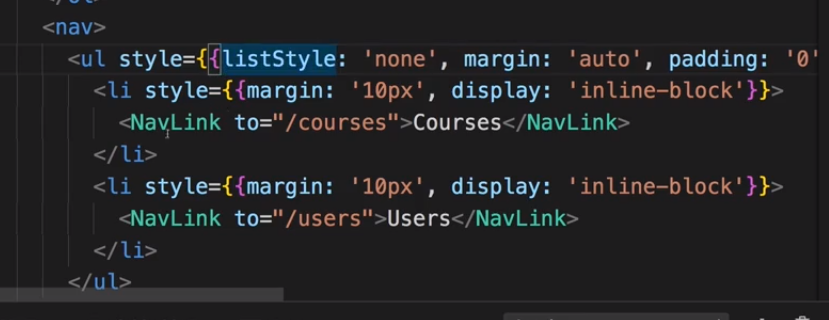 <nav>
<ul style={{listStyle: 'none', margin: 'auto', padding: '0'
<li style={{margin: '10px', display: 'inline-block'}}>
<NavLink to="/courses">Courses</NavLink>
</li>
<li style={{margin: '10px', display: 'inline-block'}}>
<NavLink to="/users">Users</NavLink>
</li>
</ul>